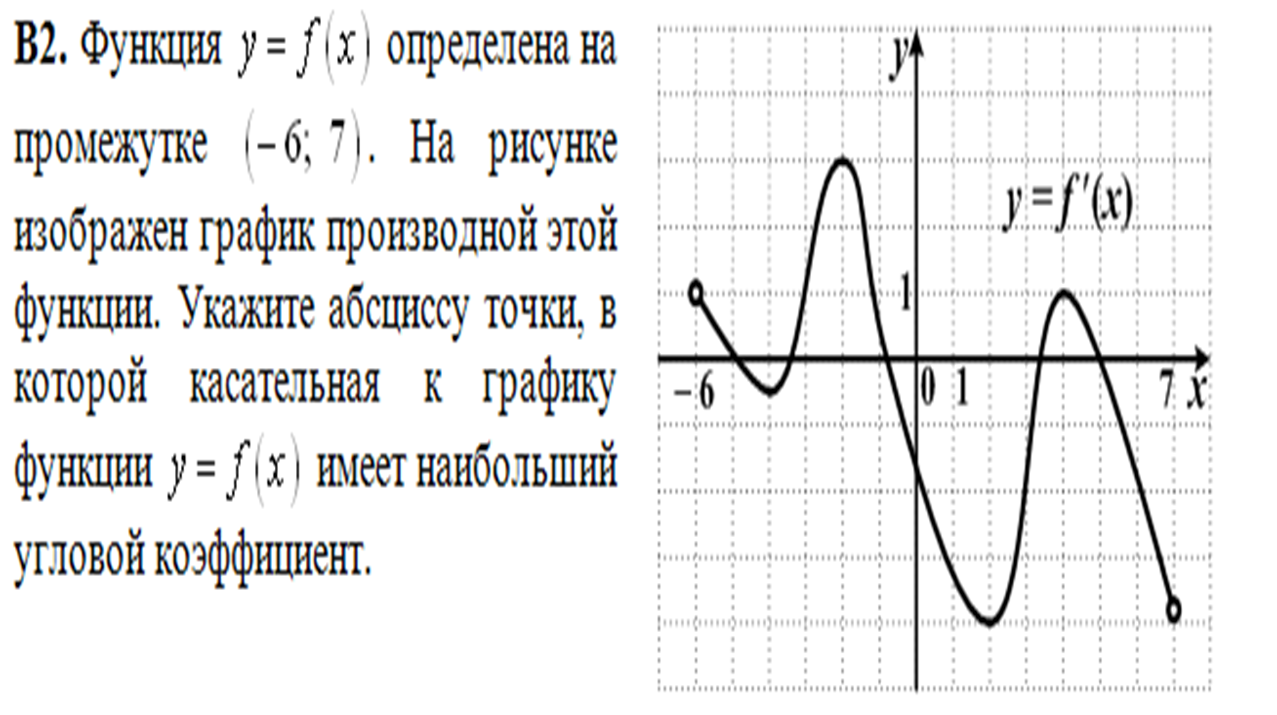 В2. Функция y = f(x) определена на
промежутке (– 6; 7). На рисунке
изображен график производной этой
функции. Укажите абсциссу точки, в
которой касательная к графику
функции y = f(x) имеет наибольший
угловой коэффициент.
y
y = f '(x)
1
– 6
0
1
7
x